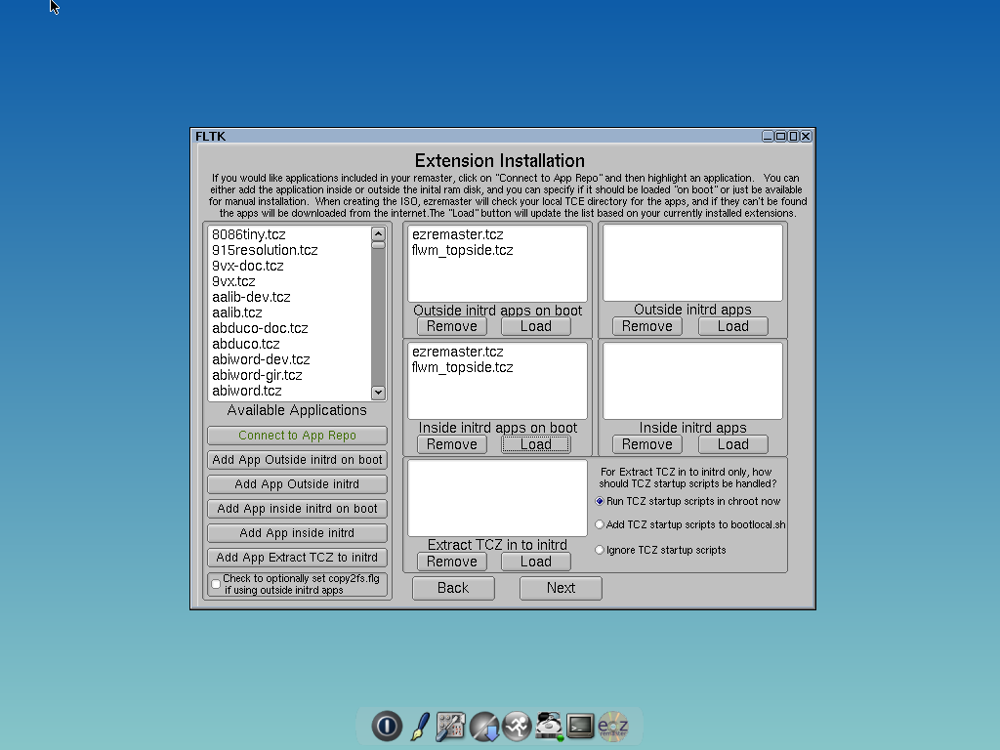 FLTK
Extension Installation
If you would like applications included in your remaster, click on "Connect to App Repo" and then highlight an application. You can
either add the application inside or outside the inital ram disk, and you can specify if it should be loaded "on boot" or just be available
for manual installation. When creating the ISO, ezremaster will check your local TCE directory for the apps, and if they can't be found
the apps will be downloaded from the internet.The "Load" button will update the list based on your currently installed extensions.
8086tiny.tcz
915resolution.tcz
9vx-doc.tcz
9vx.tcz
aalib-dev.tcz
aalib.tcz
abduco-doc.tcz
abduco.tcz
abiword-dev.tcz
abiword-gir.tcz
abiword.tcz
Available Applications
Connect to App Repo
Add App Outside initrd on boot
Add App Outside initrd
Add App inside initrd on boot
Add App inside initrd
Add App Extract TCZ to initrd
Check to optionally set copy2fs.flg
if using outside initrd apps
ezremaster.tcz
flwm_topside.tcz
Outside initrd apps on boot
Remove Load
Outside initrd apps
Remove Load
ezremaster.tcz
flwm_topside.tcz
Inside initrd apps on boot
Remove Load
Inside initrd apps
Remove Load
Extract TCZ in to initrd
Remove Load
For Extract TCZ in to initrd only, how
should TCZ startup scripts be handled?
Run TCZ startup scripts in chroot now
Add TCZ startup scripts to bootlocal.sh
Ignore TCZ startup scripts
Back Next
ezremaster